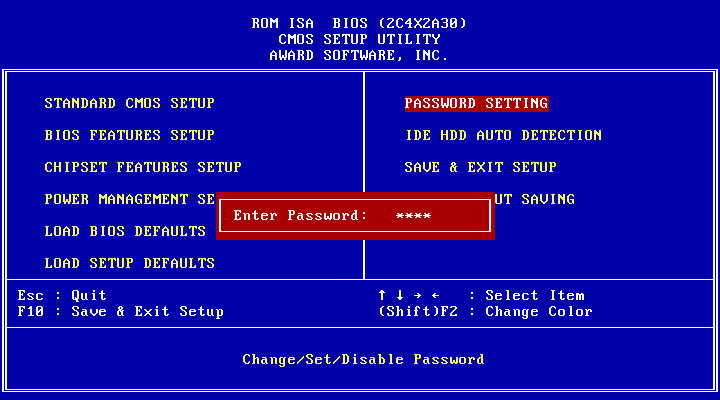 ROM ISA BIOS (2C4X2A30)
CMOS SETUP UTILITY
AWARD SOFTWARE, INC.
STANDARD CMOS SETUP
BIOS FEATURES SETUP
CHIPSET FEATURES SETUP
POWER MANAGEMENT SE
LOAD BIOS DEFAULTS
LOAD SETUP DEFAULTS
PASSWORD SETTING
IDE HDD AUTO DETECTION
SAVE & EXIT SETUP
UT SAVING
Enter Password: ****
Esc : Quit
F10 : Save & Exit Setup
↑ ↓ → ← : Select Item
(Shift)F2 : Change Color
Change/Set/Disable Password